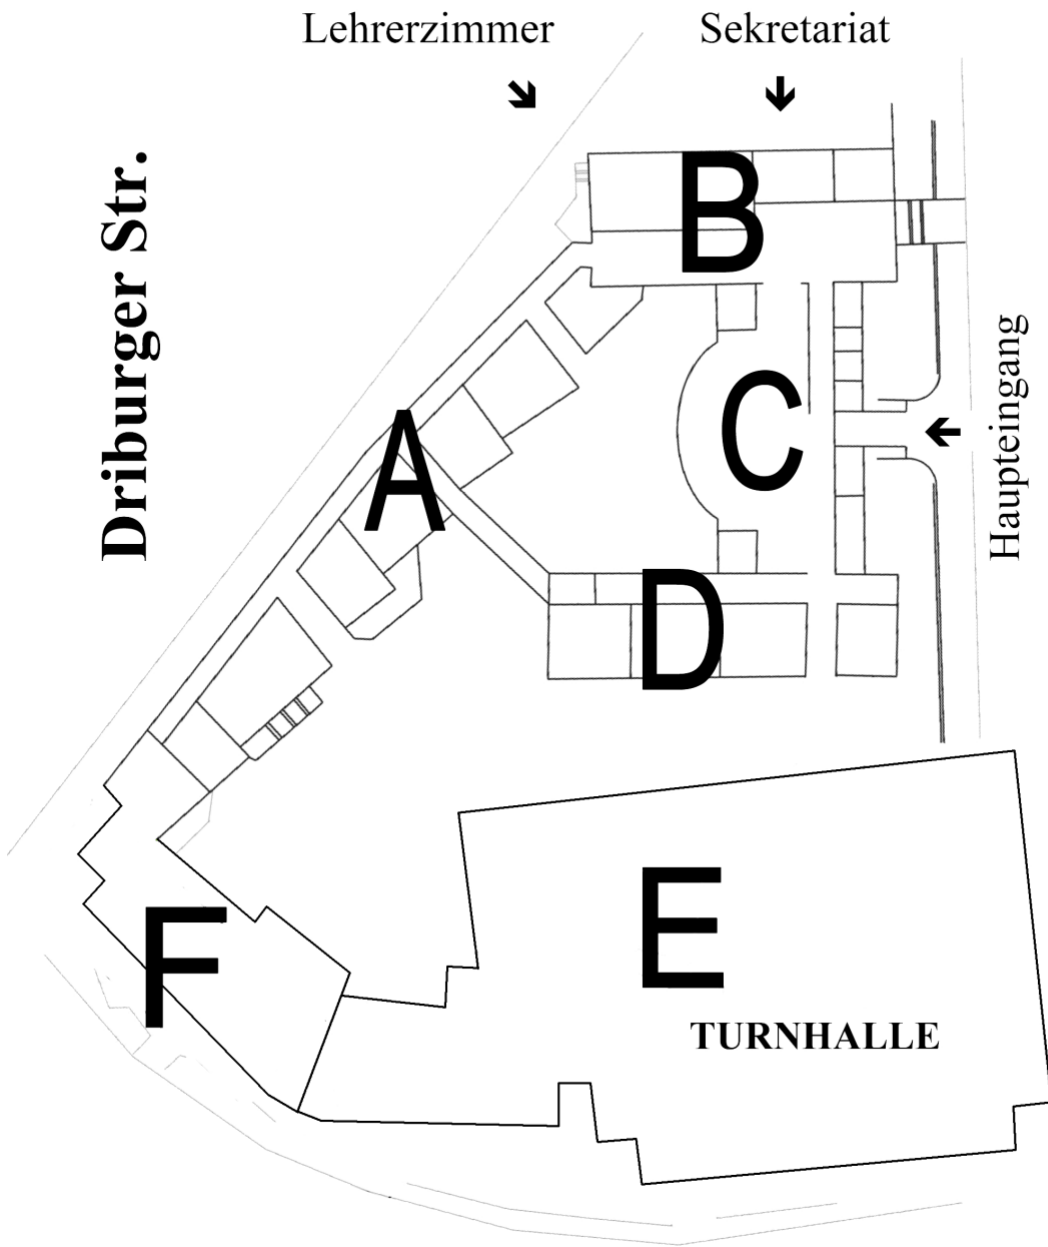 Lehrerzimmer
Sekretariat
Driburger Str.
B
Haupteingang
C
A
D
E
F
TURNHALLE